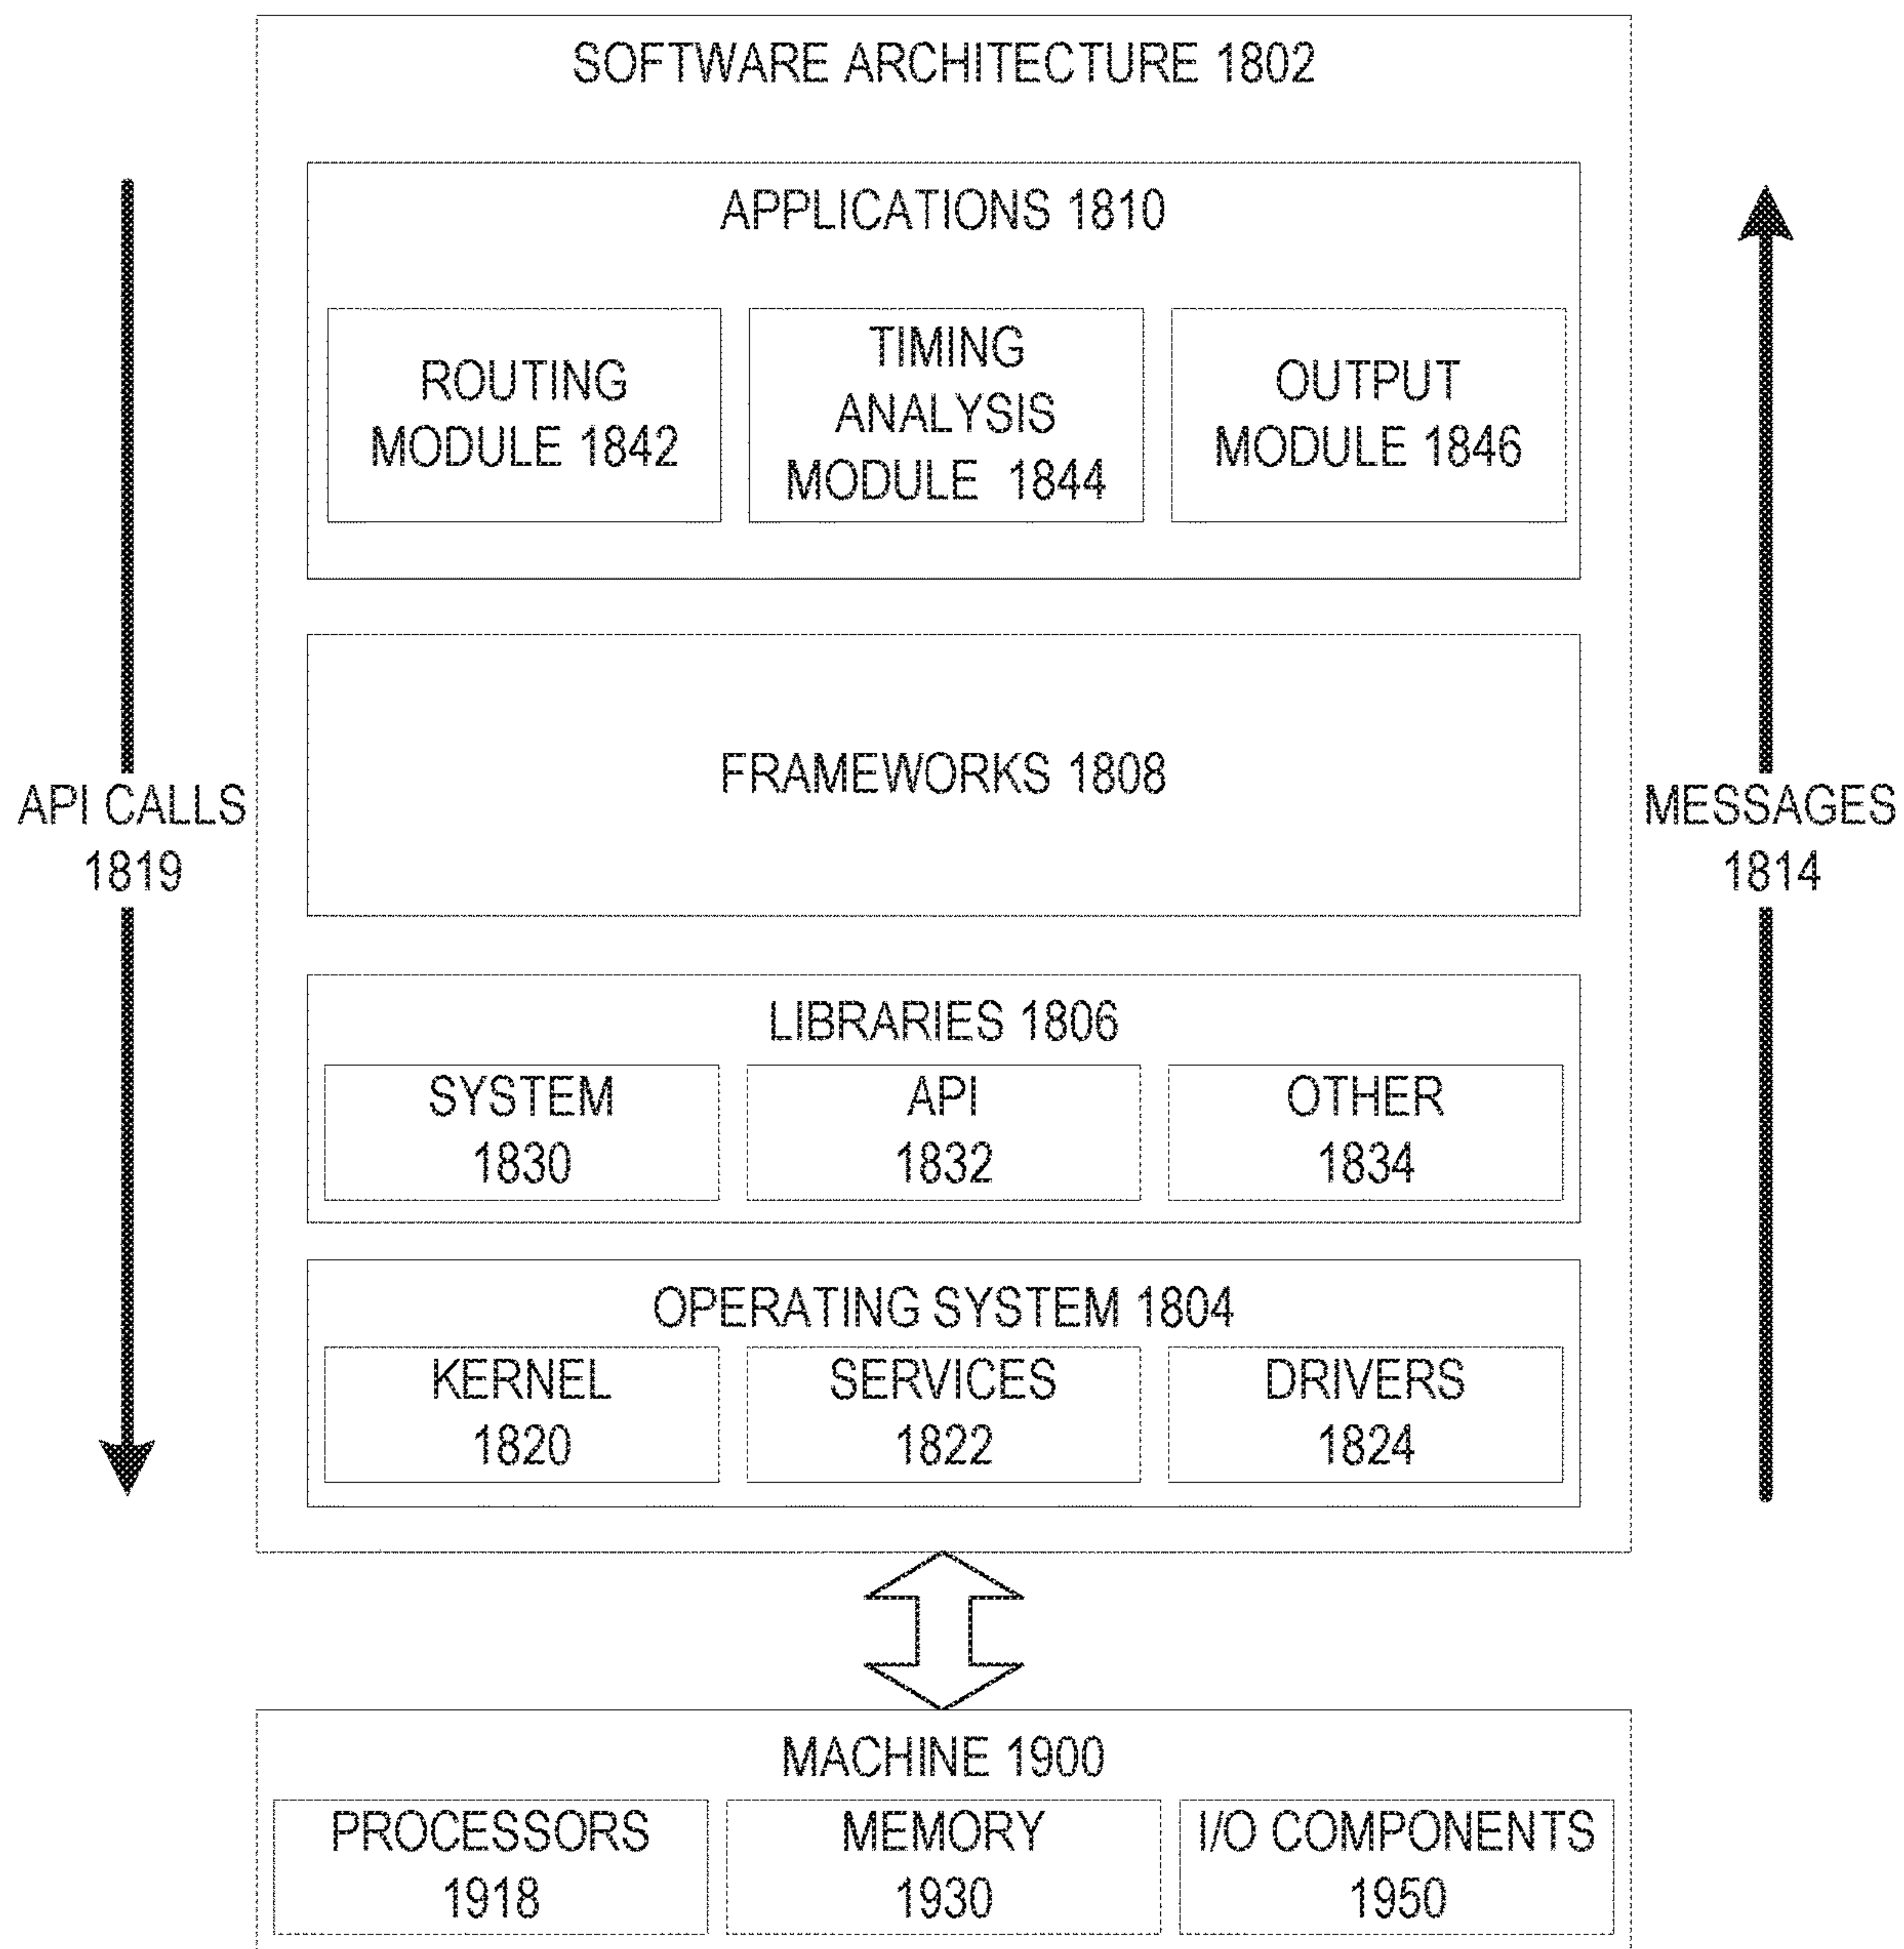 SOFTWARE ARCHITECTURE 1802
APPLICATIONS 1810
ROUTING
MODULE 1842
TIMING
ANALYSIS
MODULE 1844
OUTPUT
MODULE 1846
FRAMEWORKS 1808
API CALLS
1819
MESSAGES
1814
LIBRARIES 1806
SYSTEM
1830
API
1832
OTHER
1834
OPERATING SYSTEM 1804
KERNEL
1820
SERVICES
1822
DRIVERS
1824
MACHINE 1900
PROCESSORS
1918
MEMORY
1930
I/O COMPONENTS
1950